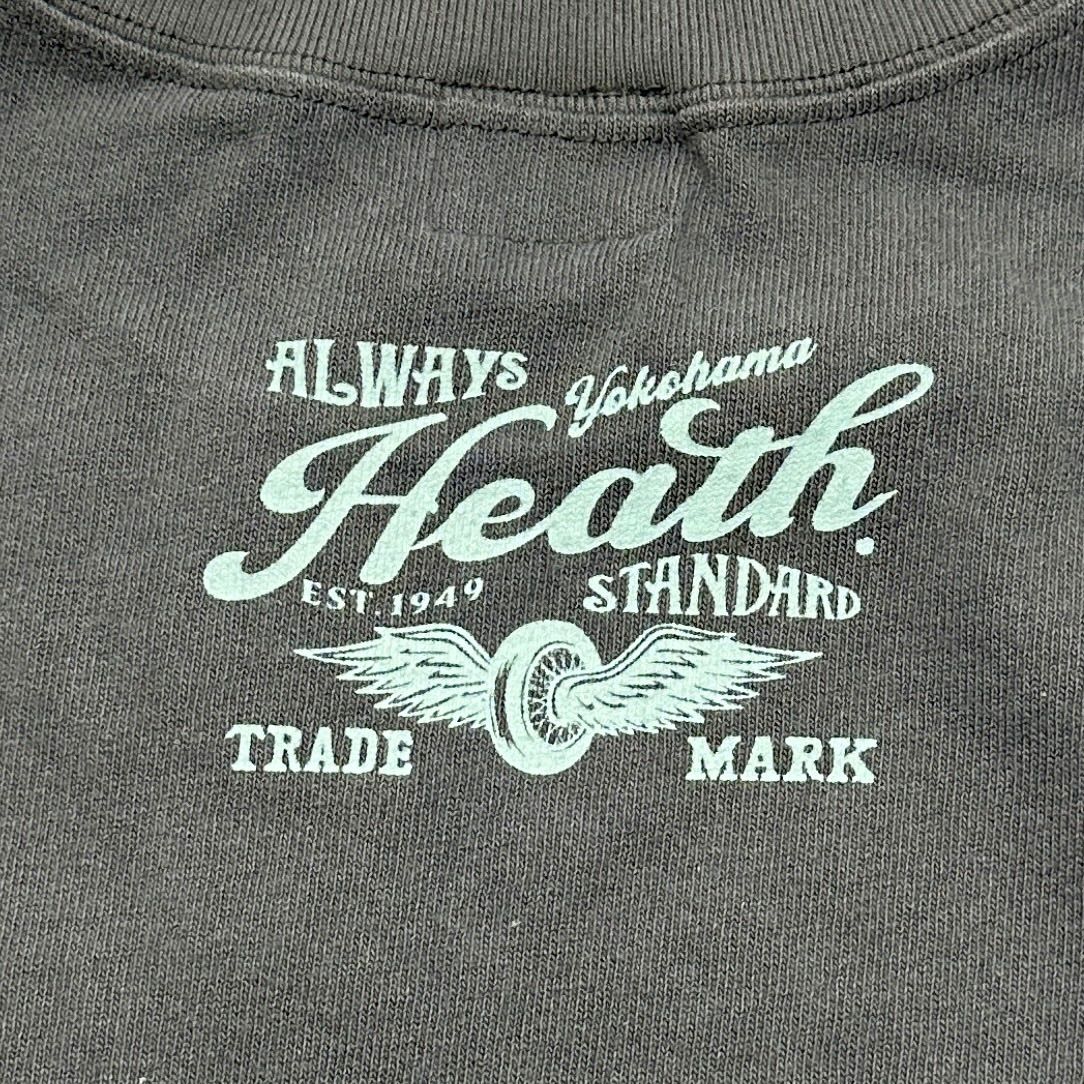 ALWAYS
Yokohama
Heath.
EST.1949
STANDARD
TRADE MARK